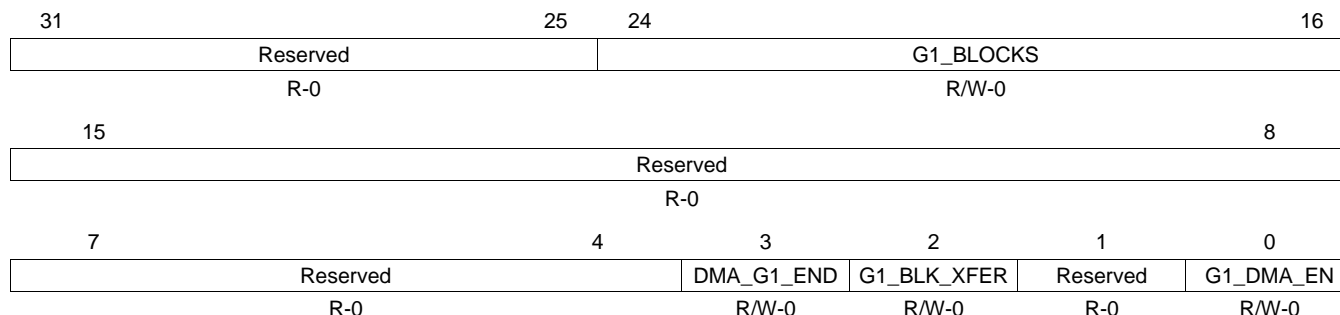 31 25 24 16
Reserved G1_BLOCKS
R-0 R/W-0
15 8
Reserved
R-0
7 4 3 2 1 0
Reserved DMA_G1_END G1_BLK_XFER Reserved G1_DMA_EN
R-0 R/W-0 R/W-0 R-0 R/W-0